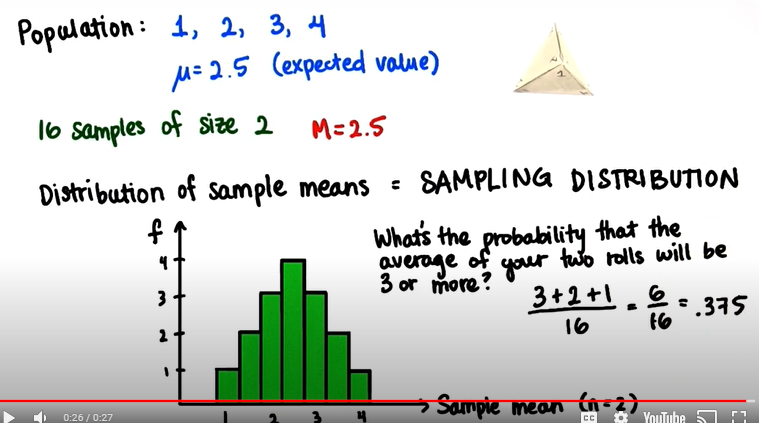 Population: 1, 2, 3, 4
μ = 2.5 (expected value)
1
16 samples of size 2 M = 2.5
Distribution of sample means = SAMPLING DISTRIBUTION
f
4
3
2
1
What's the probability that the
average of your two rolls will be
3 or more?
3+2+1
16
= 6
16
= .375
1 2 3 4
Sample mean (n=2)
0:26 / 0:27
CC
YouTube